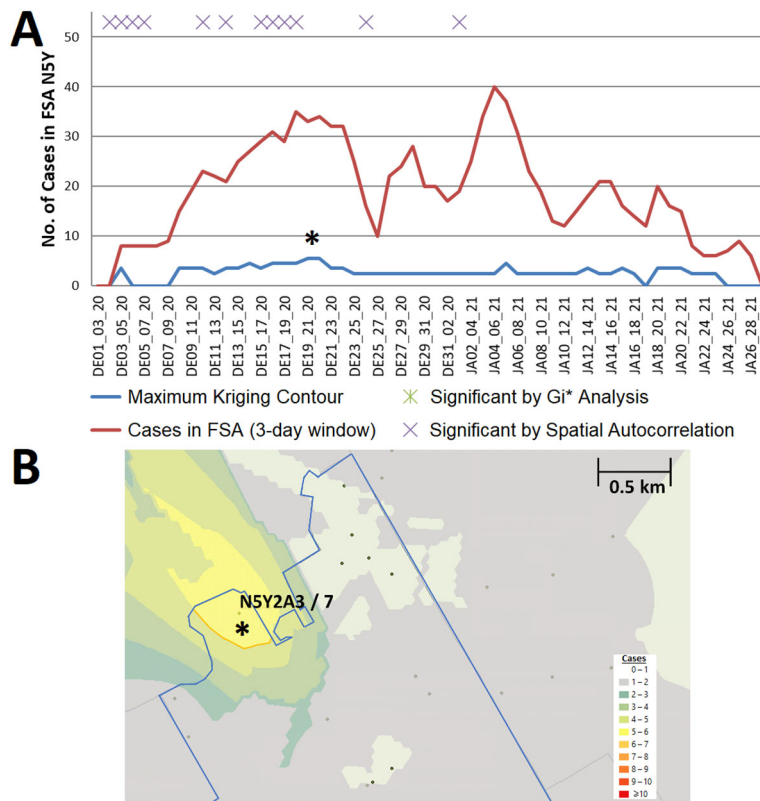 A
No. of Cases in FSA N5Y
50
40
30
20
10
0
*
DE01_03_20
DE03_05_20
DE05_07_20
DE07_09_20
DE09_11_20
DE11_13_20
DE13_15_20
DE15_17_20
DE17_19_20
DE19_21_20
DE21_23_20
DE23_25_20
DE25_27_20
DE27_29_20
DE29_31_20
DE31_02_21
JA02_04_21
JA04_06_21
JA06_08_21
JA08_10_21
JA10_12_21
JA12_14_21
JA14_16_21
JA16_18_21
JA18_20_21
JA20_22_21
JA22_24_21
JA24_26_21
JA26_28_21
Maximum Kriging Contour
Significant by Gi* Analysis
Cases in FSA (3-day window)
Significant by Spatial Autocorrelation
B
0.5 km
N5Y2A3 / 7
*
Cases
0 – 1
1 – 2
2 – 3
3 – 4
4 – 5
5 – 6
6 – 7
7 – 8
8 – 9
9 – 10
≥10